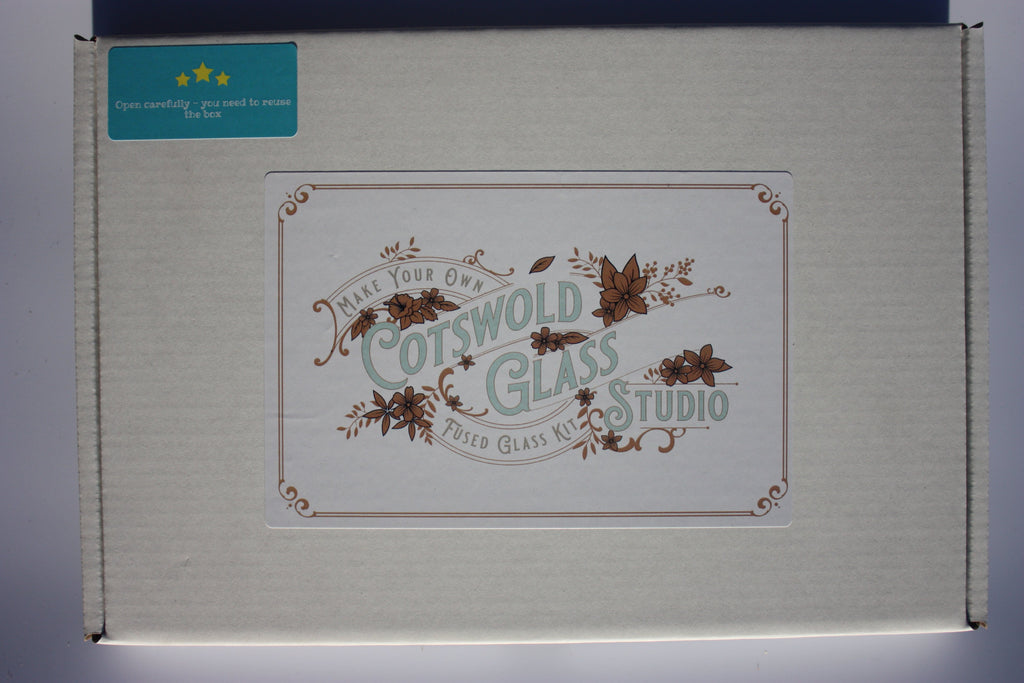 Open carefully - you need to reuse
the box
Make Your Own
Cotswold
Glass
Studio
Fused Glass Kit